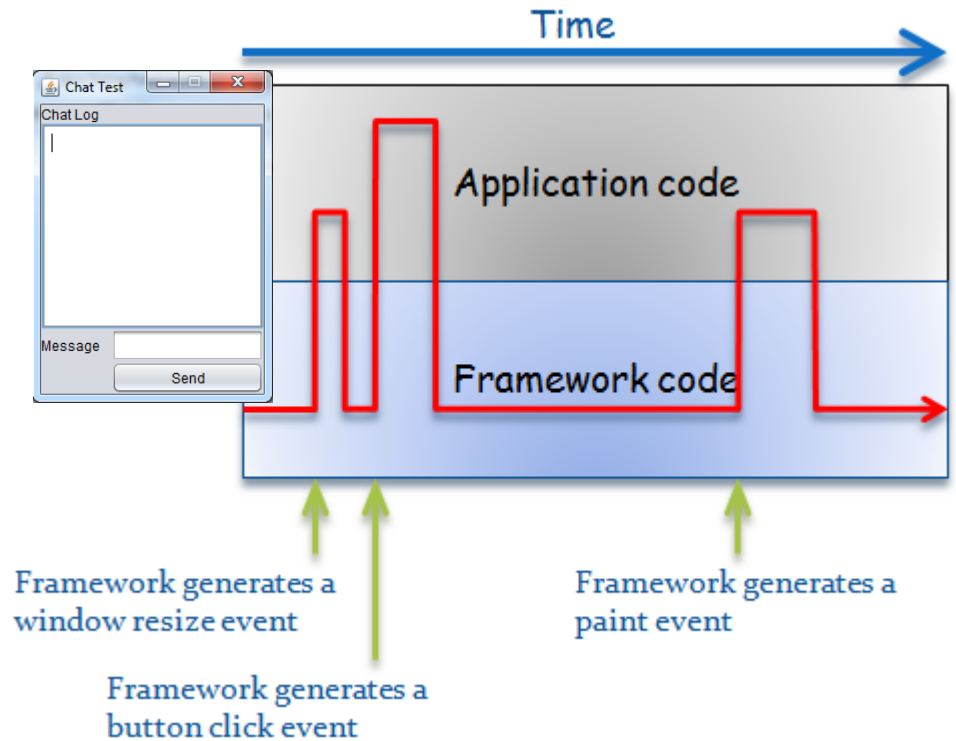 Time
Chat Test
Chat Log
Application code
Message
Send
Framework code
Framework generates a
window resize event
Framework generates a
paint event
Framework generates a
button click event